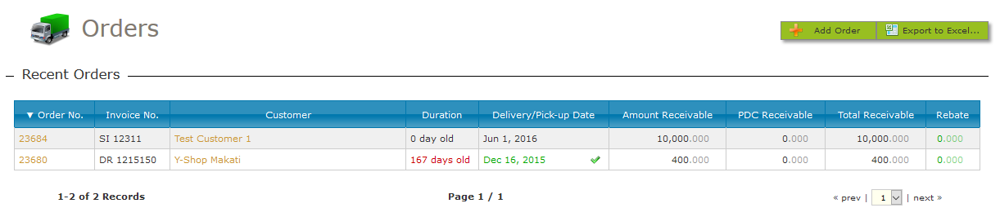 Orders
Add Order Export to Excel...
Recent Orders
▼ Order No. Invoice No. Customer Duration Delivery/Pick-up Date Amount Receivable PDC Receivable Total Receivable Rebate
23684 SI 12311 Test Customer 1 0 day old Jun 1, 2016 10,000.000 0.000 10,000.000 0.000
23680 DR 1215150 Y-Shop Makati 167 days old Dec 16, 2015 400.000 0.000 400.000 0.000
1-2 of 2 Records Page 1 / 1 « prev | 1 | next »